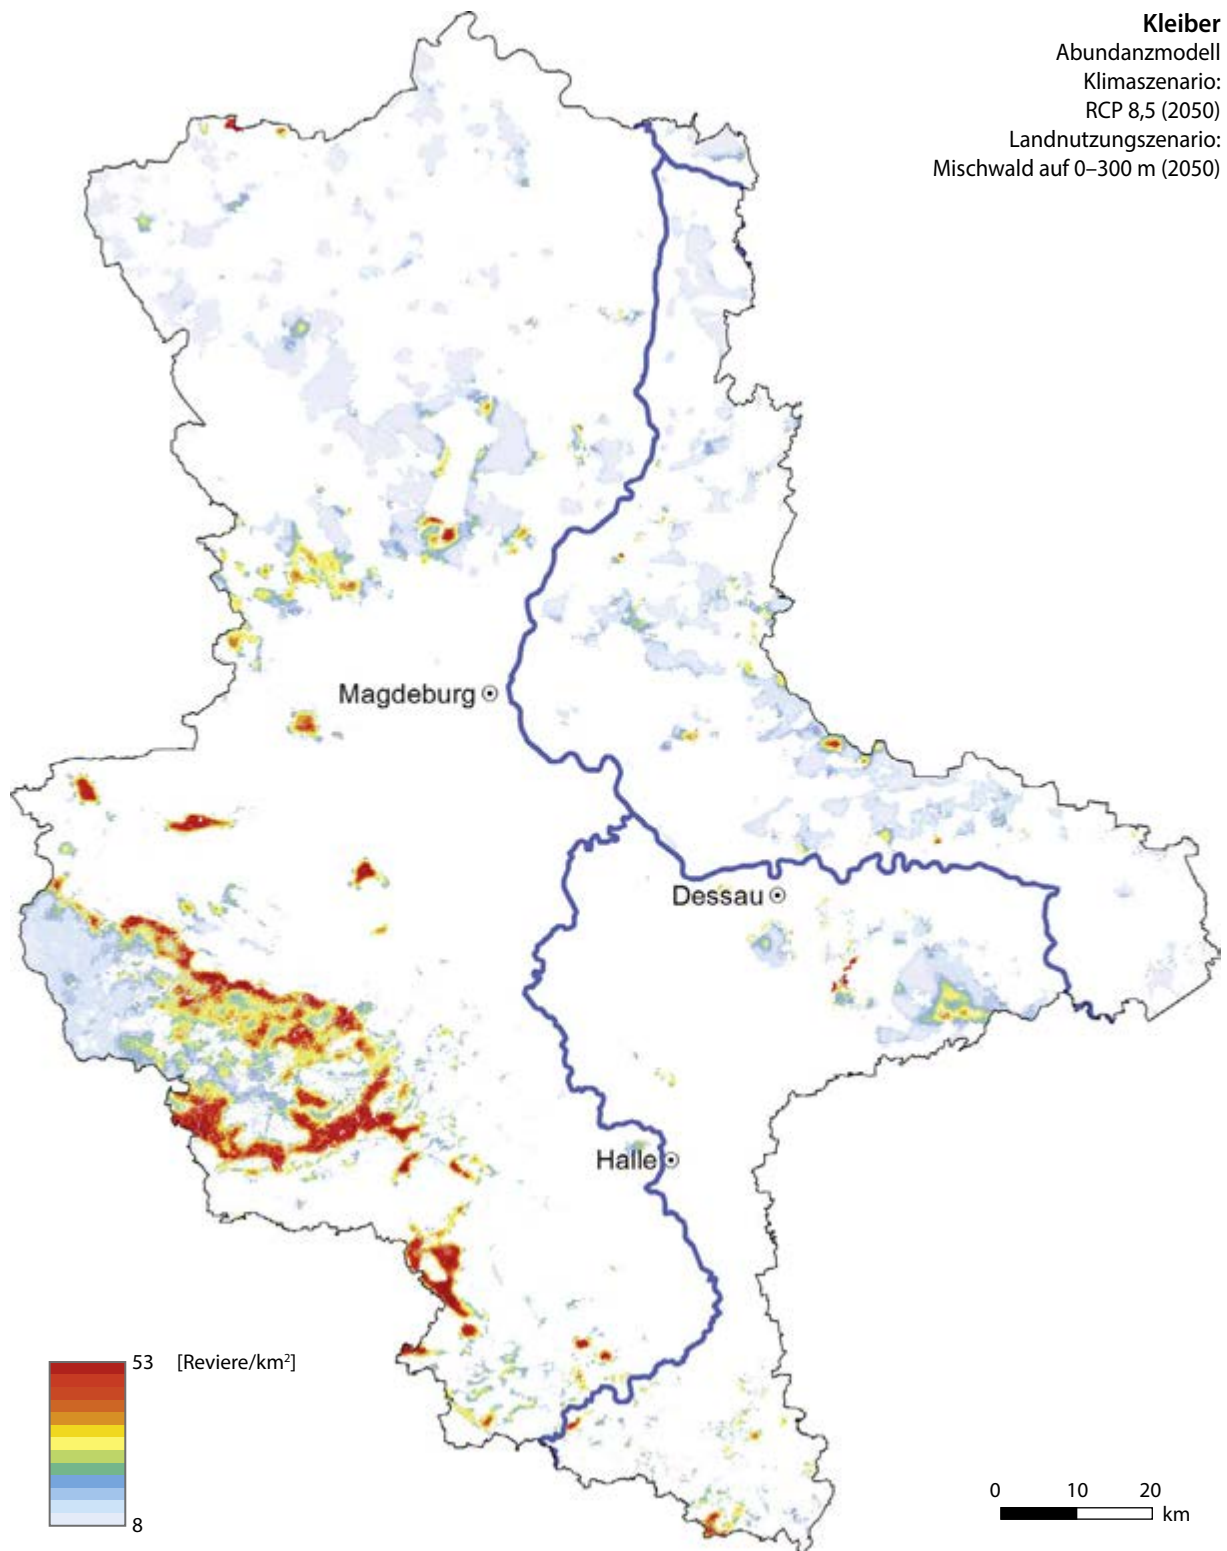 Kleiber
Abundanzmodell
Klimaszenario:
RCP 8,5 (2050)
Landnutzungszenario:
Mischwald auf 0–300 m (2050)
Magdeburg
Dessau
Halle
53 [Reviere/km²]
8
0 10 20
km